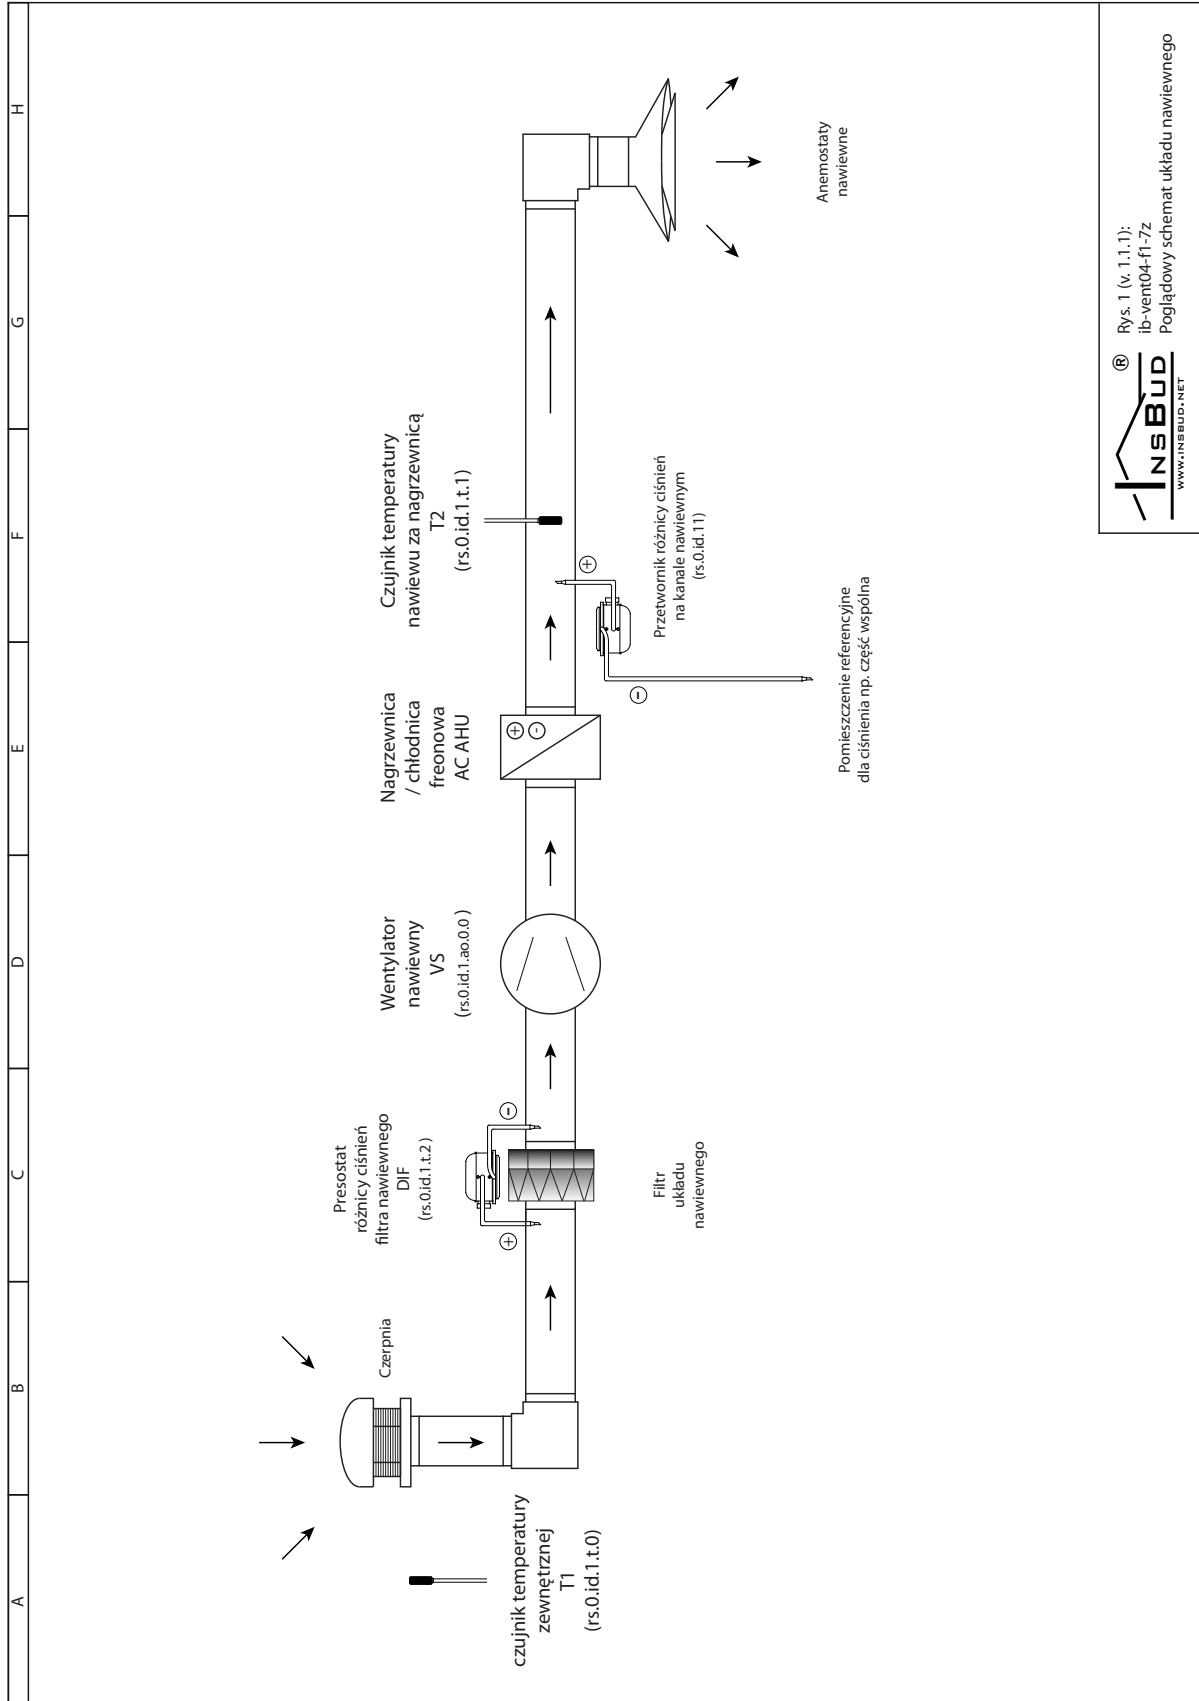 A
B
C
D
E
F
G
H
czujnik temperatury
zewnętrznej
T1
(rs.0.id.1.t.0)
Czerpnia
Presostat
różnicy ciśnień
filtra nawiewnego
DIF
(rs.0.id.1.t.2 )
+
-
Filtr
układu
nawiewnego
Wentylator
nawiewny
VS
(rs.0.id.1.ao.0.0 )
Nagrzewnica
/ chłodnica
freonowa
AC AHU
+
-
Czujnik temperatury
nawiewu za nagrzewnicą
T2
(rs.0.id.1.t.1)
-
+
Przetwornik różnicy ciśnień
na kanale nawiewnym
(rs.0.id.11)
Pomieszczenie referencyjne
dla ciśnienia np. część wspólna
Anemostaty
nawiewne
INSBUD ®
WWW.INSBUD.NET
Rys. 1 (v. 1.1.1):
ib-vent04-f1-7z
Poglądowy schemat układu nawiewnego